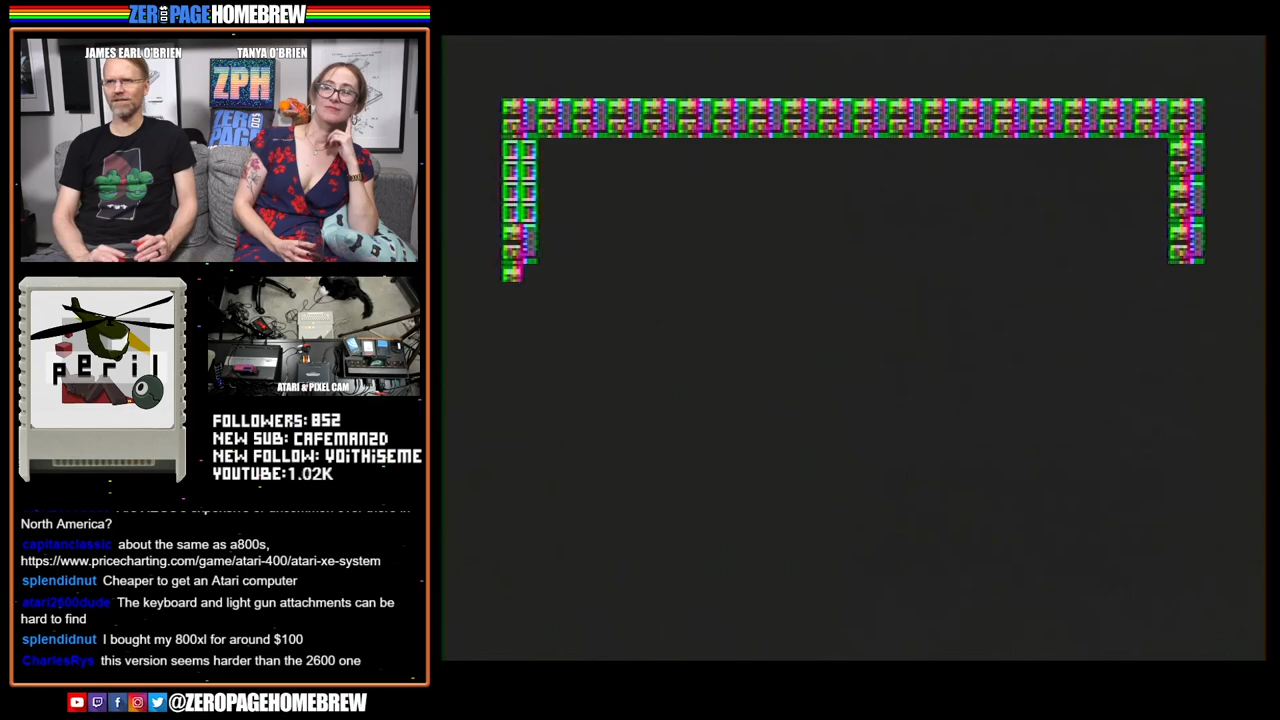 ZEROPAGEHOMEBREW
JAMES EARL O'BRIEN
TANYA O'BRIEN
ZPH
ZERO
PAGE
peril
ATARI & PIXEL CAM
FOLLOWERS: 852
NEW SUB: CAFEMAN2D
NEW FOLLOW: VOITHISEME
YOUTUBE:1.02K
North America?
capitanclassic about the same as a800s,
https://www.pricecharting.com/game/atari-400/atari-xe-system
splendidnut Cheaper to get an Atari computer
atari2600dude The keyboard and light gun attachments can be
hard to find
splendidnut I bought my 800xl for around $100
CharlesRys this version seems harder than the 2600 one
@ZEROPAGEHOMEBREW